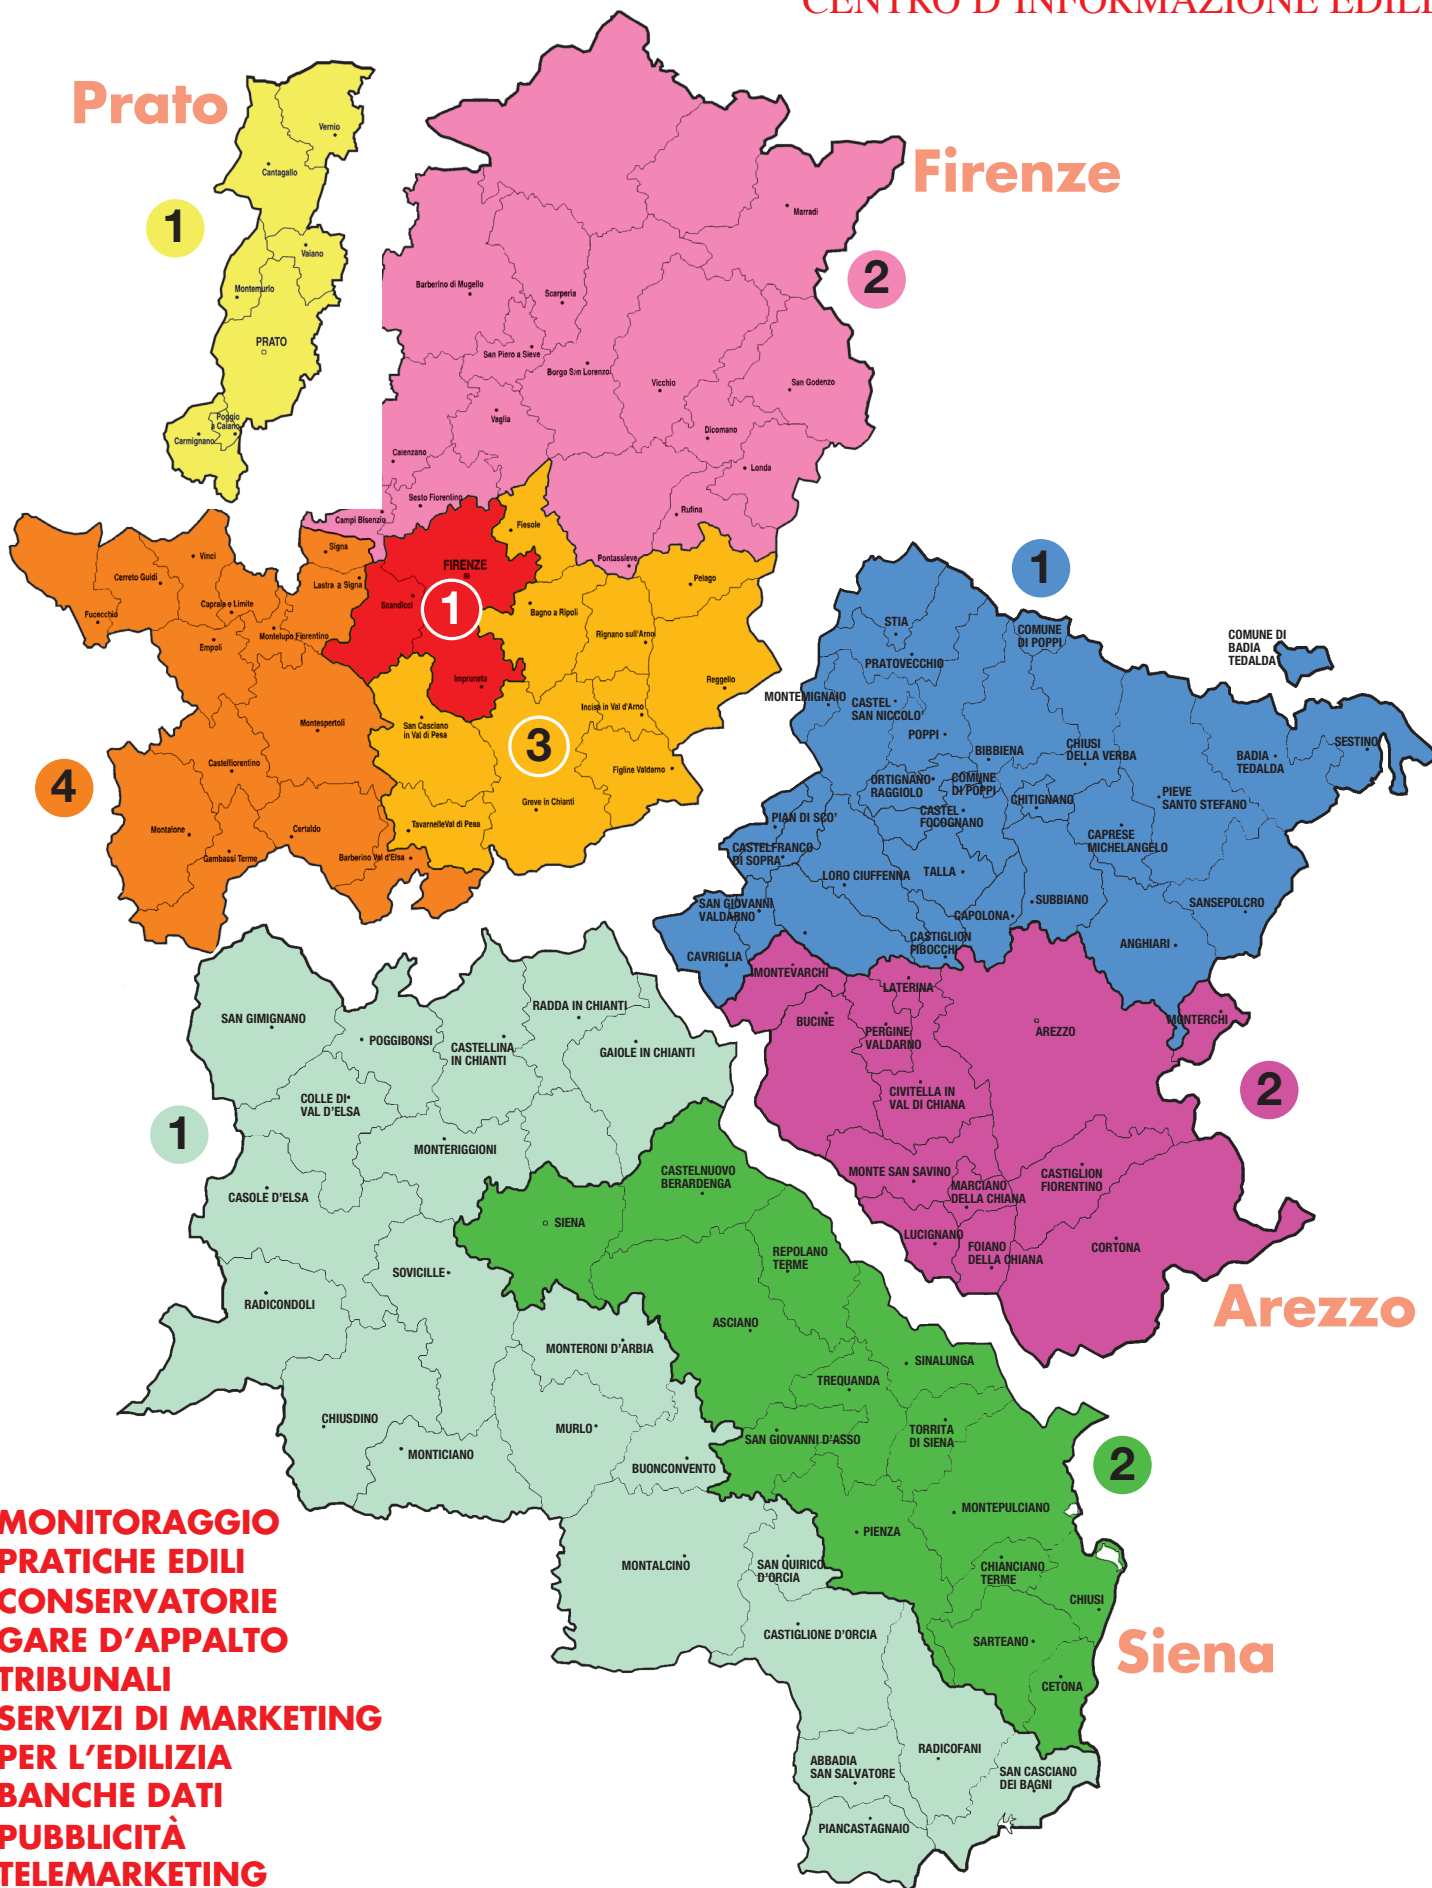 CENTRO D'INFORMAZIONE EDILI
Prato
Vernio
Cantagallo
1
Vaiano
Montemurlo
PRATO
Poggio
a Caiano
Carmignano
Firenze
Marradi
2
Barberino di Mugello
Scarperia
San Piero a Sieve
Borgo San Lorenzo
Vicchio
San Godenzo
Vaglia
Dicomano
Calenzano
Londa
Sesto Fiorentino
Rufina
Campi Bisenzio
Pontassieve
Fiesole
FIRENZE
Scandicci
1
Impruneta
Pelago
Bagno a Ripoli
Rignano sull'Arno
Reggello
Incisa in Val d'Arno
San Casciano
in Val di Pesa
3
Figline Valdarno
Greve in Chianti
TavarnelleVal di Pesa
Signa
Vinci
Lastra a Signa
Cerreto Guidi
Capraia e Limite
Fucecchio
Montelupo Fiorentino
Empoli
Montespertoli
Castelfiorentino
4
Montaione
Certaldo
Gambassi Terme
Barberino Val d'Elsa
1
STIA
COMUNE
DI POPPI
COMUNE DI
BADIA
TEDALDA
PRATOVECCHIO
MONTEMIGNAIO
CASTEL
SAN NICCOLO'
POPPI
BIBBIENA
CHIUSI
DELLA VERBA
BADIA
TEDALDA
SESTINO
ORTIGNANO
RAGGIOLO
COMUNE
DI POPPI
CHITIGNANO
PIEVE
SANTO STEFANO
PIAN DI SCO'
CASTEL
FOCOGNANO
CAPRESE
MICHELANGELO
CASTELFRANCO
DI SOPRA
LORO CIUFFENNA
TALLA
SUBBIANO
SANSEPOLCRO
SAN GIOVANNI
VALDARNO
CAPOLONA
CASTIGLION
FIBOCCHI
ANGHIARI
CAVRIGLIA
MONTEVARCHI
LATERINA
BUCINE
PERGINE
VALDARNO
AREZZO
MONTERCHI
2
CIVITELLA IN
VAL DI CHIANA
MONTE SAN SAVINO
MARCIANO
DELLA CHIANA
CASTIGLION
FIORENTINO
LUCIGNANO
FOIANO
DELLA CHIANA
CORTONA
Arezzo
SAN GIMIGNANO
RADDA IN CHIANTI
POGGIBONSI
CASTELLINA
IN CHIANTI
GAIOLE IN CHIANTI
COLLE DI
VAL D'ELSA
1
MONTERIGGIONI
CASOLE D'ELSA
CASTELNUOVO
BERARDENGA
SIENA
REPOLANO
TERME
SOVICILLE
RADICONDOLI
ASCIANO
MONTERONI D'ARBIA
SINALUNGA
TREQUANDA
CHIUSDINO
MURLO
SAN GIOVANNI D'ASSO
TORRITA
DI SIENA
MONTICIANO
BUONCONVENTO
2
MONTEPULCIANO
PIENZA
MONTALCINO
SAN QUIRICO
D'ORCIA
CHIANCIANO
TERME
CHIUSI
CASTIGLIONE D'ORCIA
SARTEANO
Siena
CETONA
RADICOFANI
ABBADIA
SAN SALVATORE
SAN CASCIANO
DEI BAGNI
PIANCASTAGNAIO
MONITORAGGIO
PRATICHE EDILI
CONSERVATORIE
GARE D'APPALTO
TRIBUNALI
SERVIZI DI MARKETING
PER L'EDILIZIA
BANCHE DATI
PUBBLICITÀ
TELEMARKETING